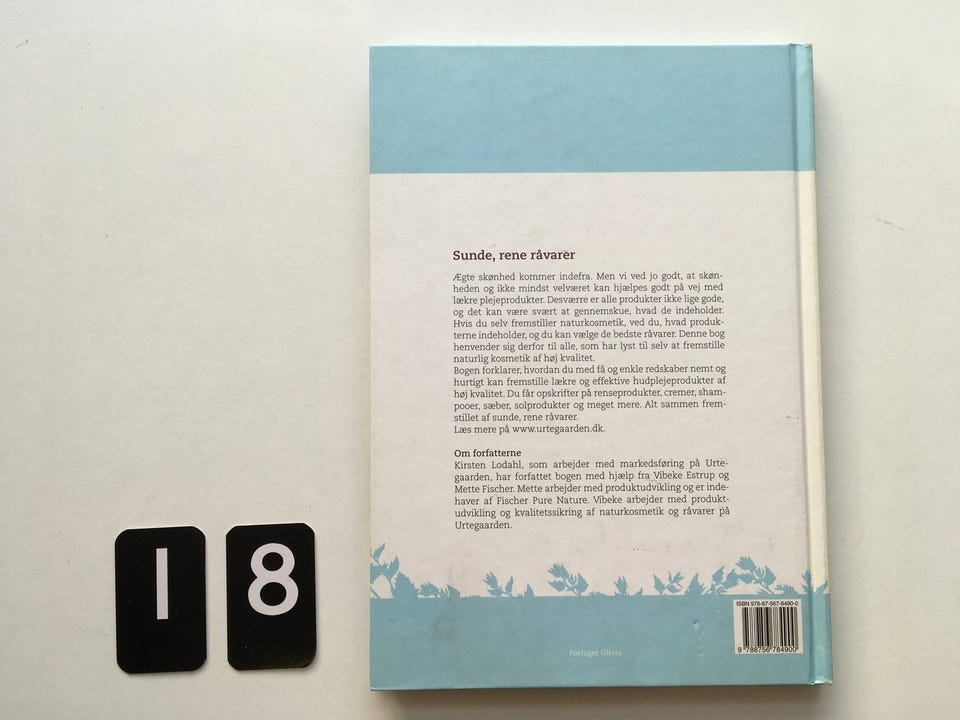 Sunde, rene råvarer
Ægte skønhed kommer indefra. Men vi ved jo godt, at skøn-
heden og ikke mindst velværet kan hjælpes godt på vej med
lækre plejeprodukter. Desværre er alle produkter ikke lige gode,
og det kan være svært at gennemskue, hvad de indeholder.
Hvis du selv fremstiller naturkosmetik, ved du, hvad produk-
terne indeholder, og du kan vælge de bedste råvarer. Denne bog
henvender sig derfor til alle, som har lyst til selv at fremstille
naturlig kosmetik af høj kvalitet.
Bogen forklarer, hvordan du med få og enkle redskaber nemt og
hurtigt kan fremstille lækre og effektive hudplejeprodukter af
høj kvalitet. Du får opskrifter på renseprodukter, cremer, sham-
pooer, sæber, solprodukter og meget mere. Alt sammen frem-
stillet af sunde, rene råvarer.
Læs mere på www.urtegaarden.dk.
Om forfatterne
Kirsten Lodahl, som arbejder med markedsføring på Urte-
gaarden, har forfattet bogen med hjælp fra Vibeke Estrup og
Mette Fischer. Mette arbejder med produktudvikling og er inde-
haver af Fischer Pure Nature. Vibeke arbejder med produkt-
udvikling og kvalitetssikring af naturkosmetik og råvarer på
Urtegaarden.
18
ISBN 978-87-567-8490-0
9 788756 784900
Forlaget Olivia